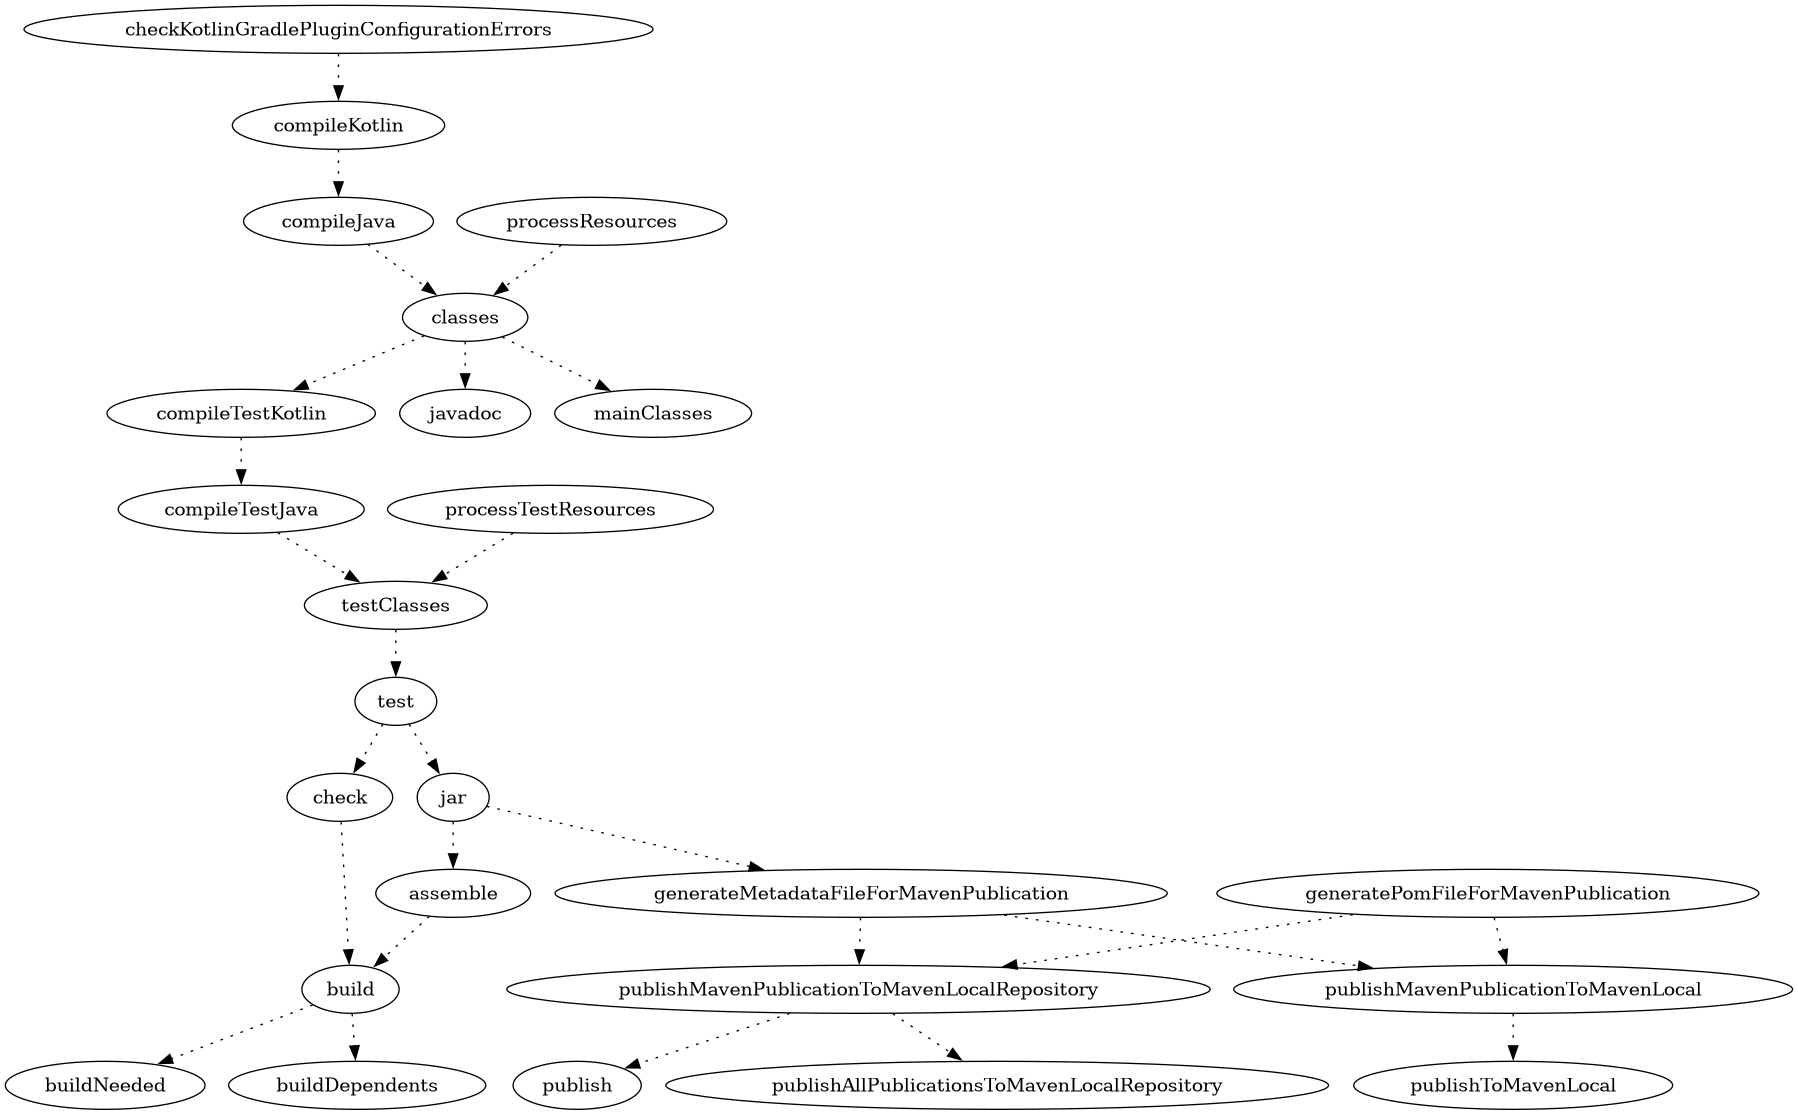 checkKotlinGradlePluginConfigurationErrors
compileKotlin
compileJava
processResources
classes
compileTestKotlin
javadoc
mainClasses
compileTestJava
processTestResources
testClasses
test
check
jar
assemble
generateMetadataFileForMavenPublication
generatePomFileForMavenPublication
build
publishMavenPublicationToMavenLocalRepository
publishMavenPublicationToMavenLocal
buildNeeded
buildDependents
publish
publishAllPublicationsToMavenLocalRepository
publishToMavenLocal